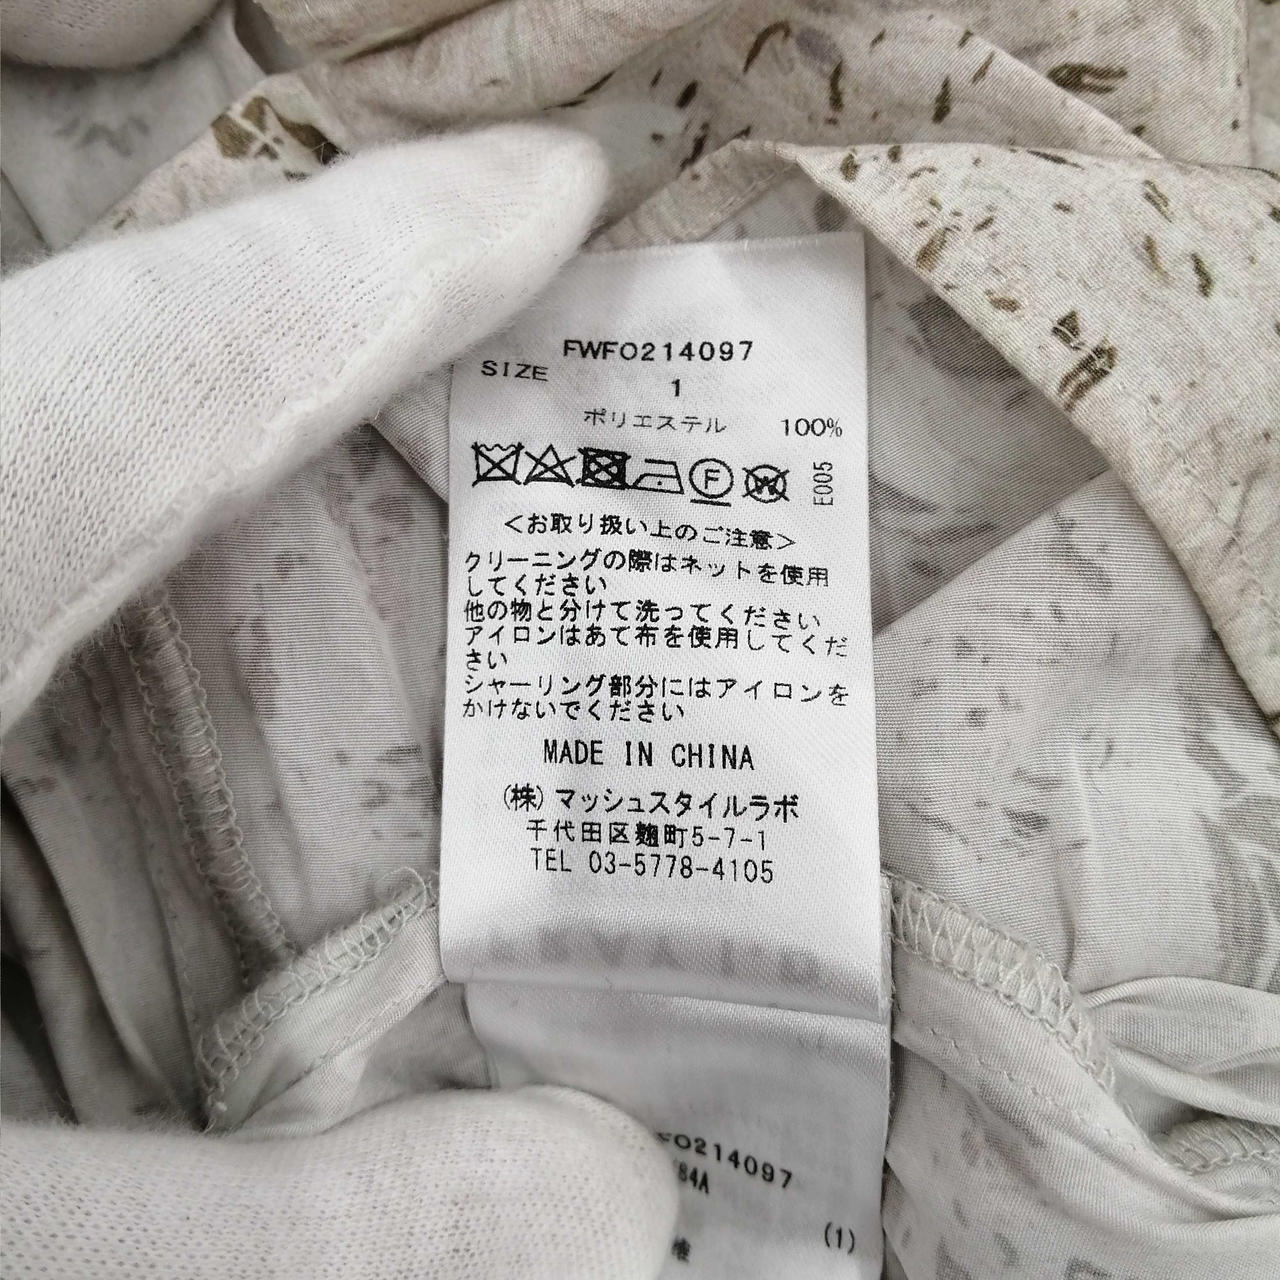 FWFO214097
SIZE 1
ポリエステル 100%
E005
<お取り扱い上のご注意>
クリーニングの際はネットを使用
してください
他の物と分けて洗ってください
アイロンはあて布を使用してくだ
さい
シャーリング部分にはアイロンを
かけないでください
MADE IN CHINA
(株)マッシュスタイルラボ
千代田区麹町5-7-1
TEL 03-5778-4105
FO214097
84A
(1)